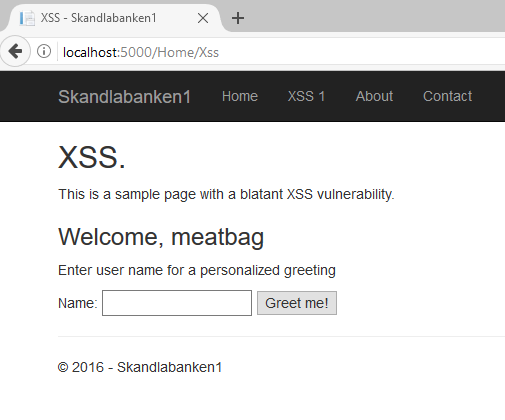 XSS - Skandlabanken1
localhost:5000/Home/Xss
Skandlabanken1 Home XSS 1 About Contact
XSS.
This is a sample page with a blatant XSS vulnerability.
Welcome, meatbag
Enter user name for a personalized greeting
Name: Greet me!
© 2016 - Skandlabanken1